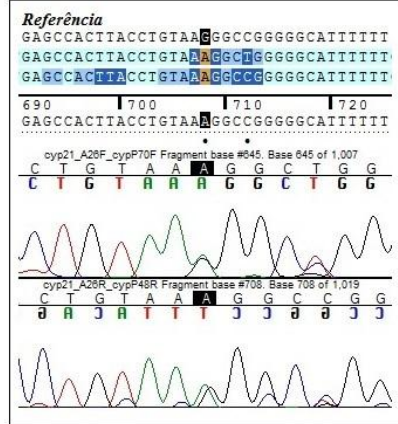 Referência
GAGCCACTTACCTGTAAGGGCCGGGGGCATTTTTT
GAGCCACTTACCTGTAAAGGCTGGGGGCATTTTTT
GAGCCACTTACCTGTAAAGGCCGGGGGCATTTTTT
690 700 710 720
GAGCCACTTACCTGTAAAGGCCGGGGGCATTTTTT
cyp21_A26F_cypP70F Fragment base #645. Base 645 of 1,007
C T G T A A A G G C T G G
C T G T A A A G G C T G G
cyp21_A26R_cypP48R Fragment base #708. Base 708 of 1,019
C T G T A A A G G C C G G
G A C A T T T C C G G C C